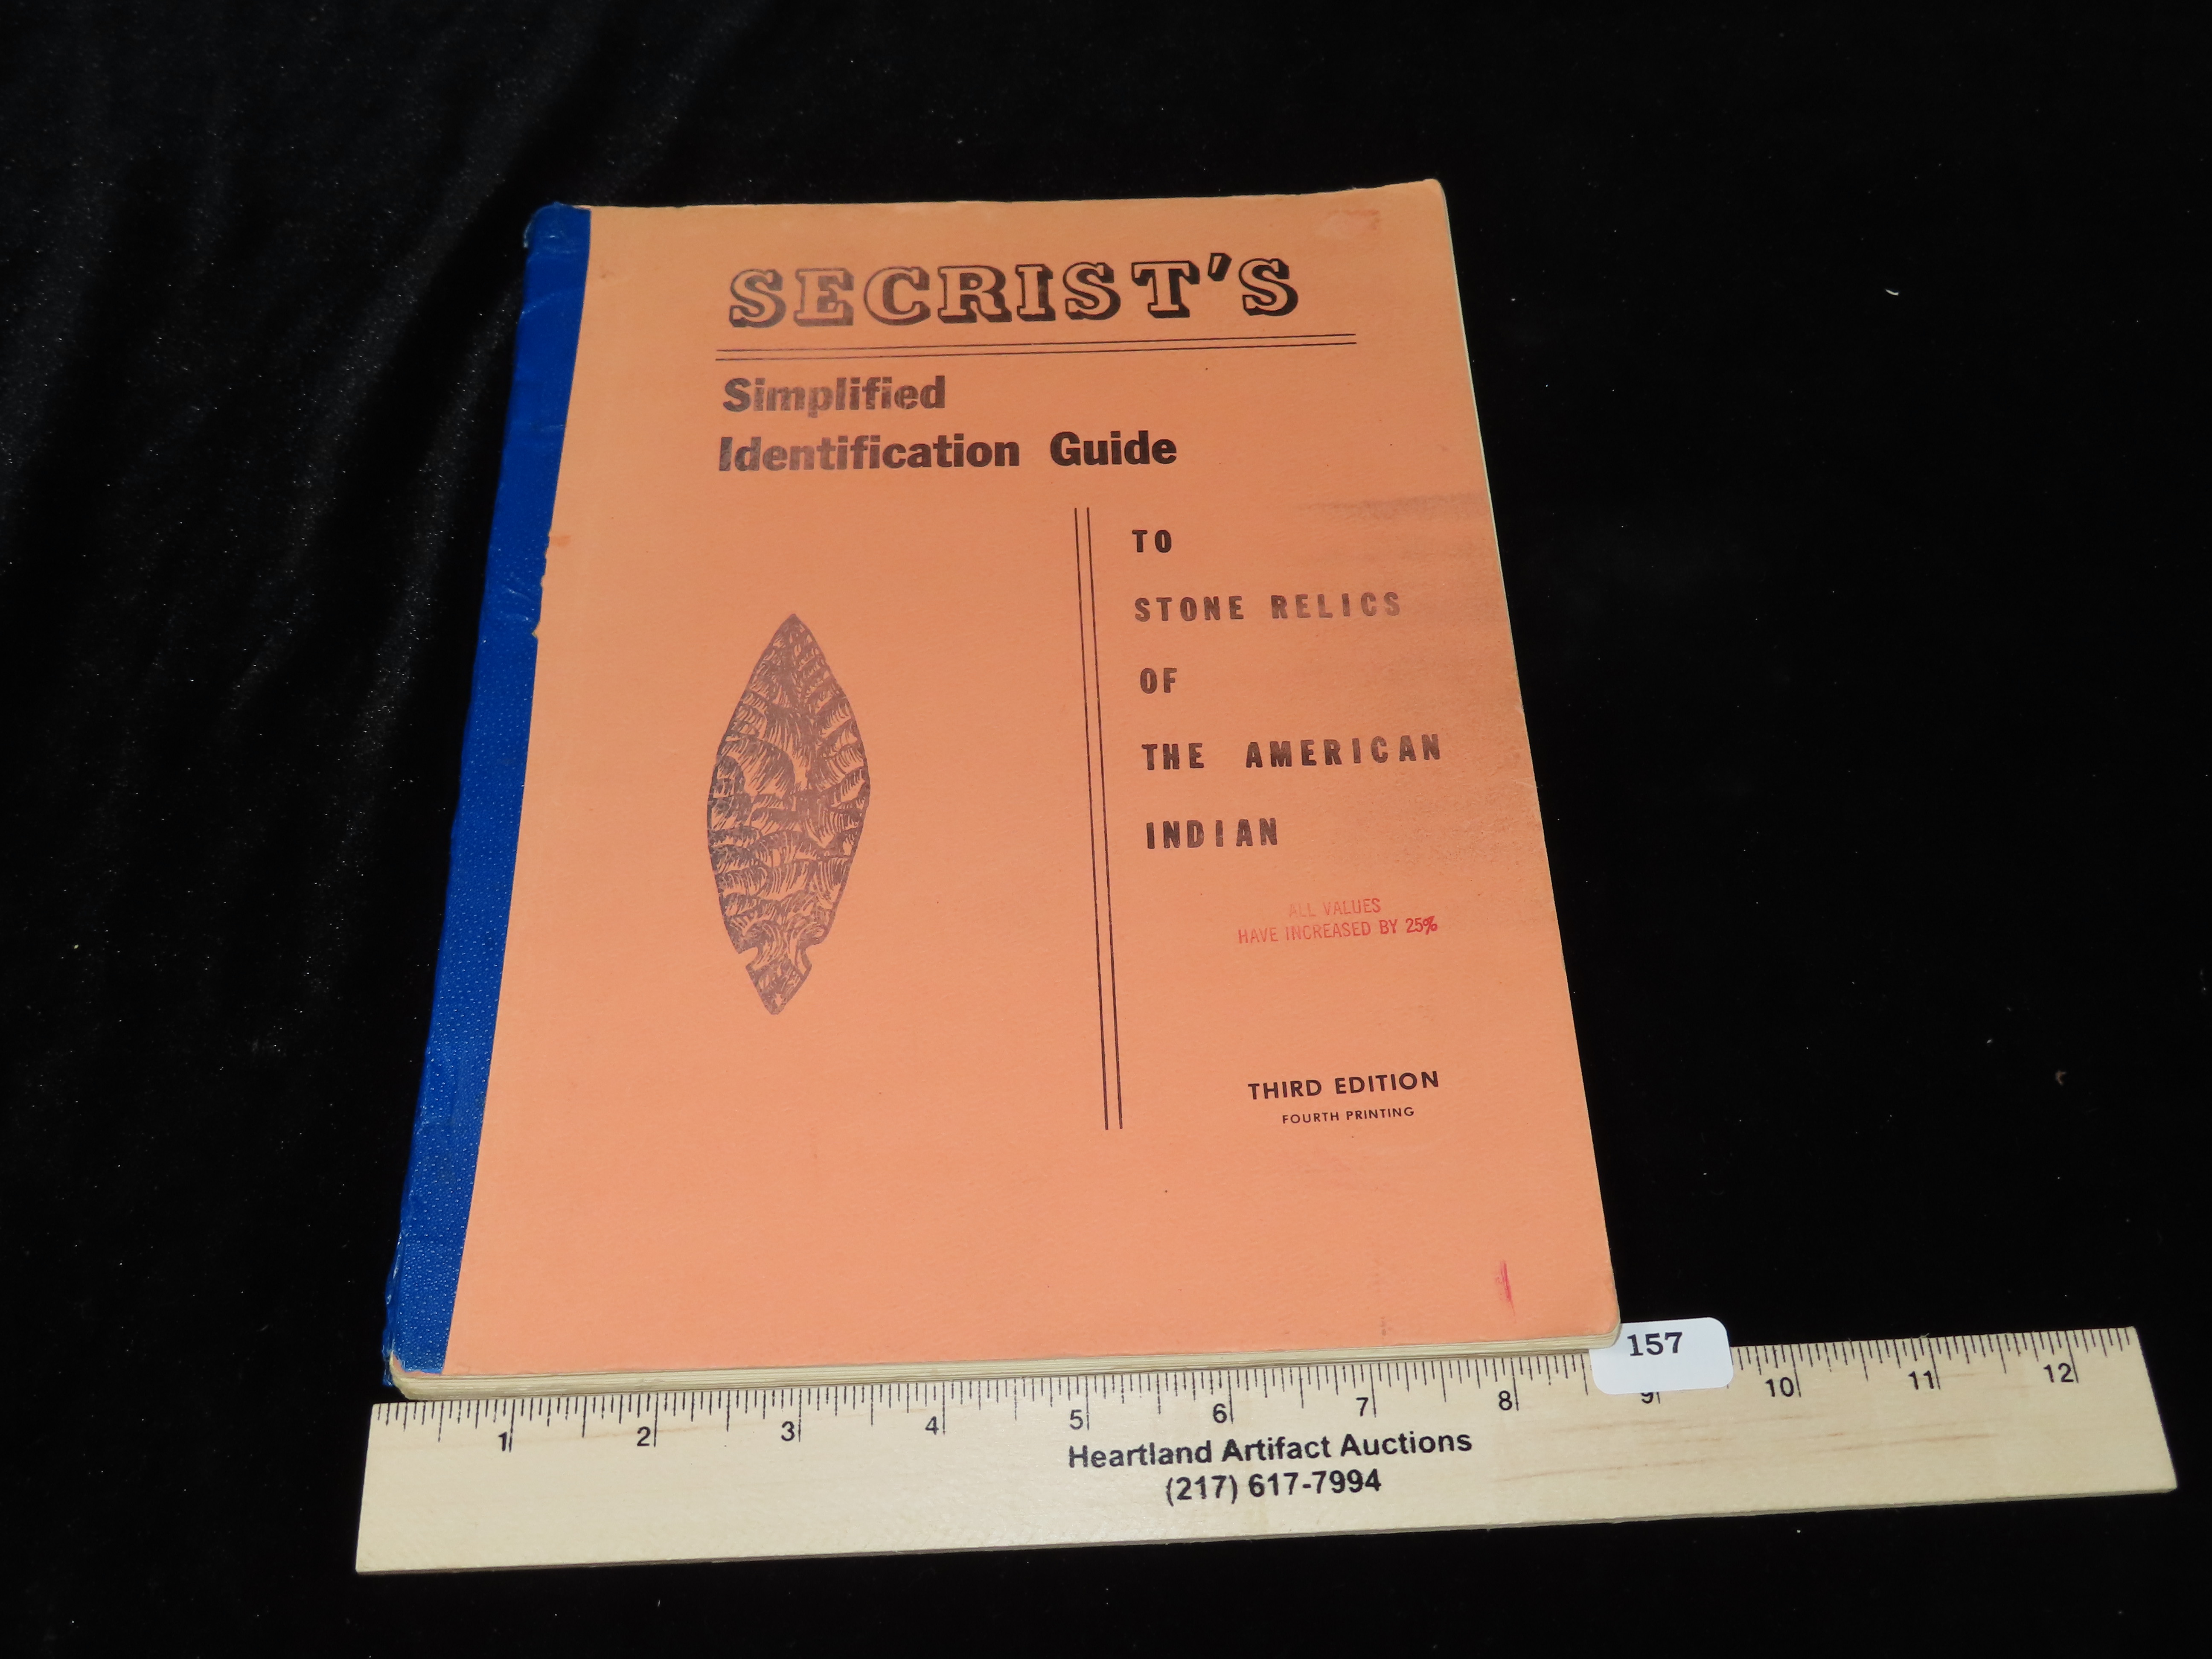 SECRIST'S
Simplified
Identification Guide
TO
STONE RELICS
OF
THE AMERICAN
INDIAN
ALL VALUES
HAVE INCREASED BY 25%
THIRD EDITION
FOURTH PRINTING
157
1 2 3 4 5 6 7 8 9 10 11 12
Heartland Artifact Auctions
(217) 617-7994